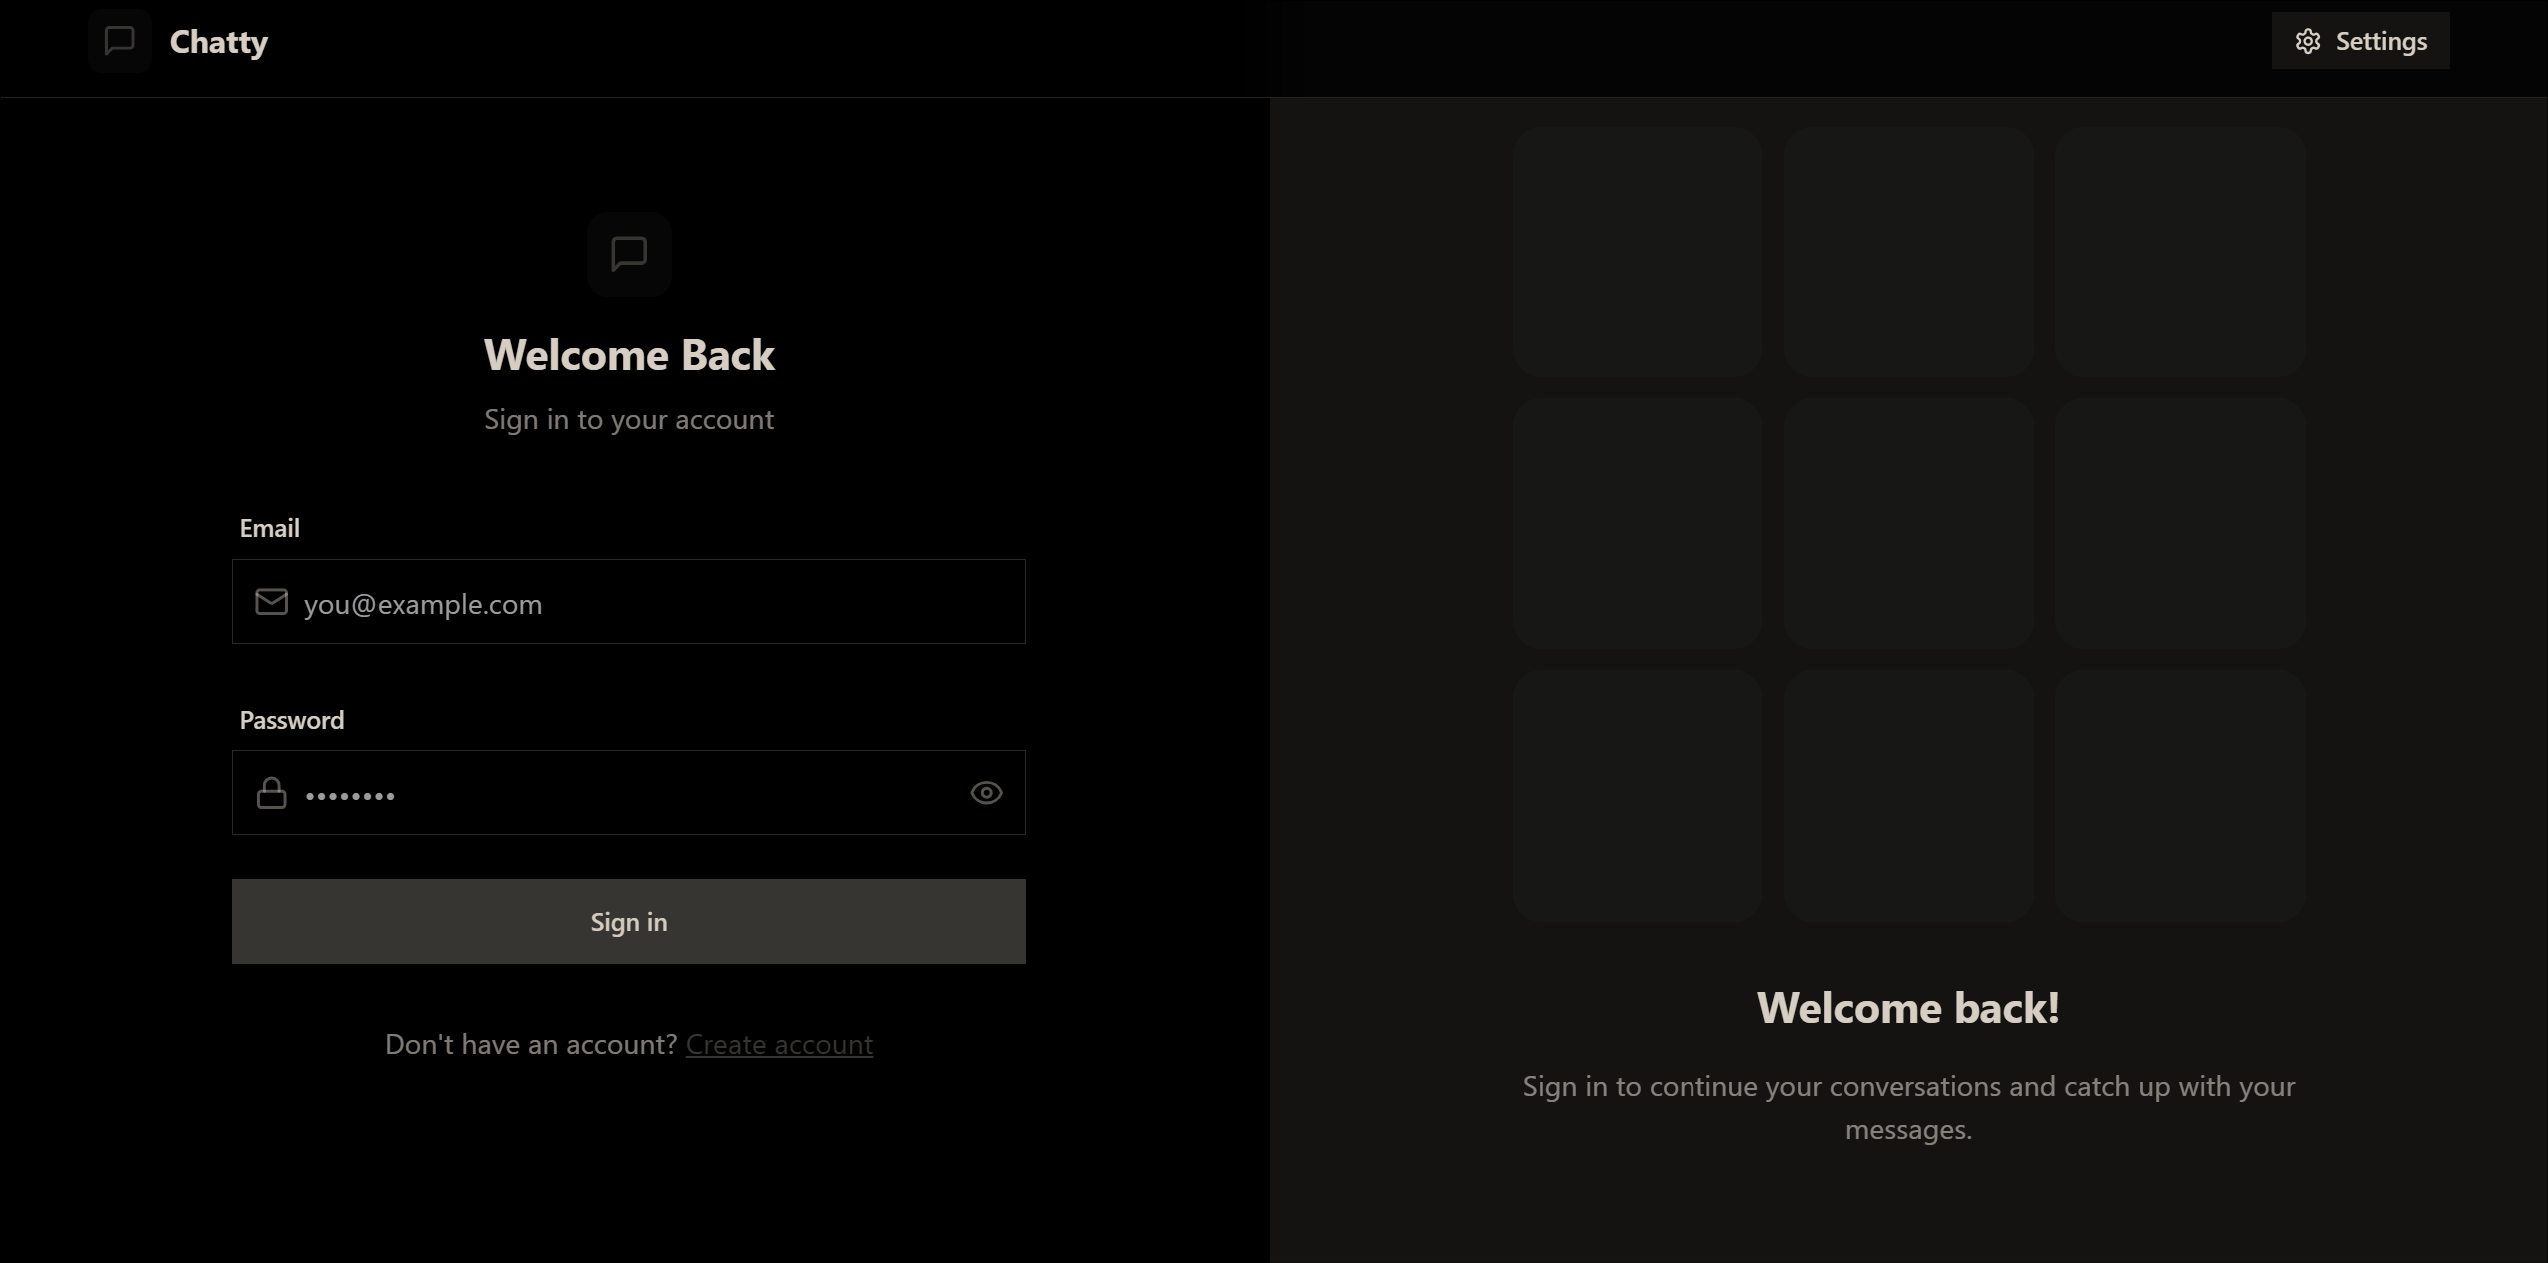 Chatty
Settings
Welcome Back
Sign in to your account
Email
you@example.com
Password
••••••••
Sign in
Don't have an account? Create account
Welcome back!
Sign in to continue your conversations and catch up with your
messages.